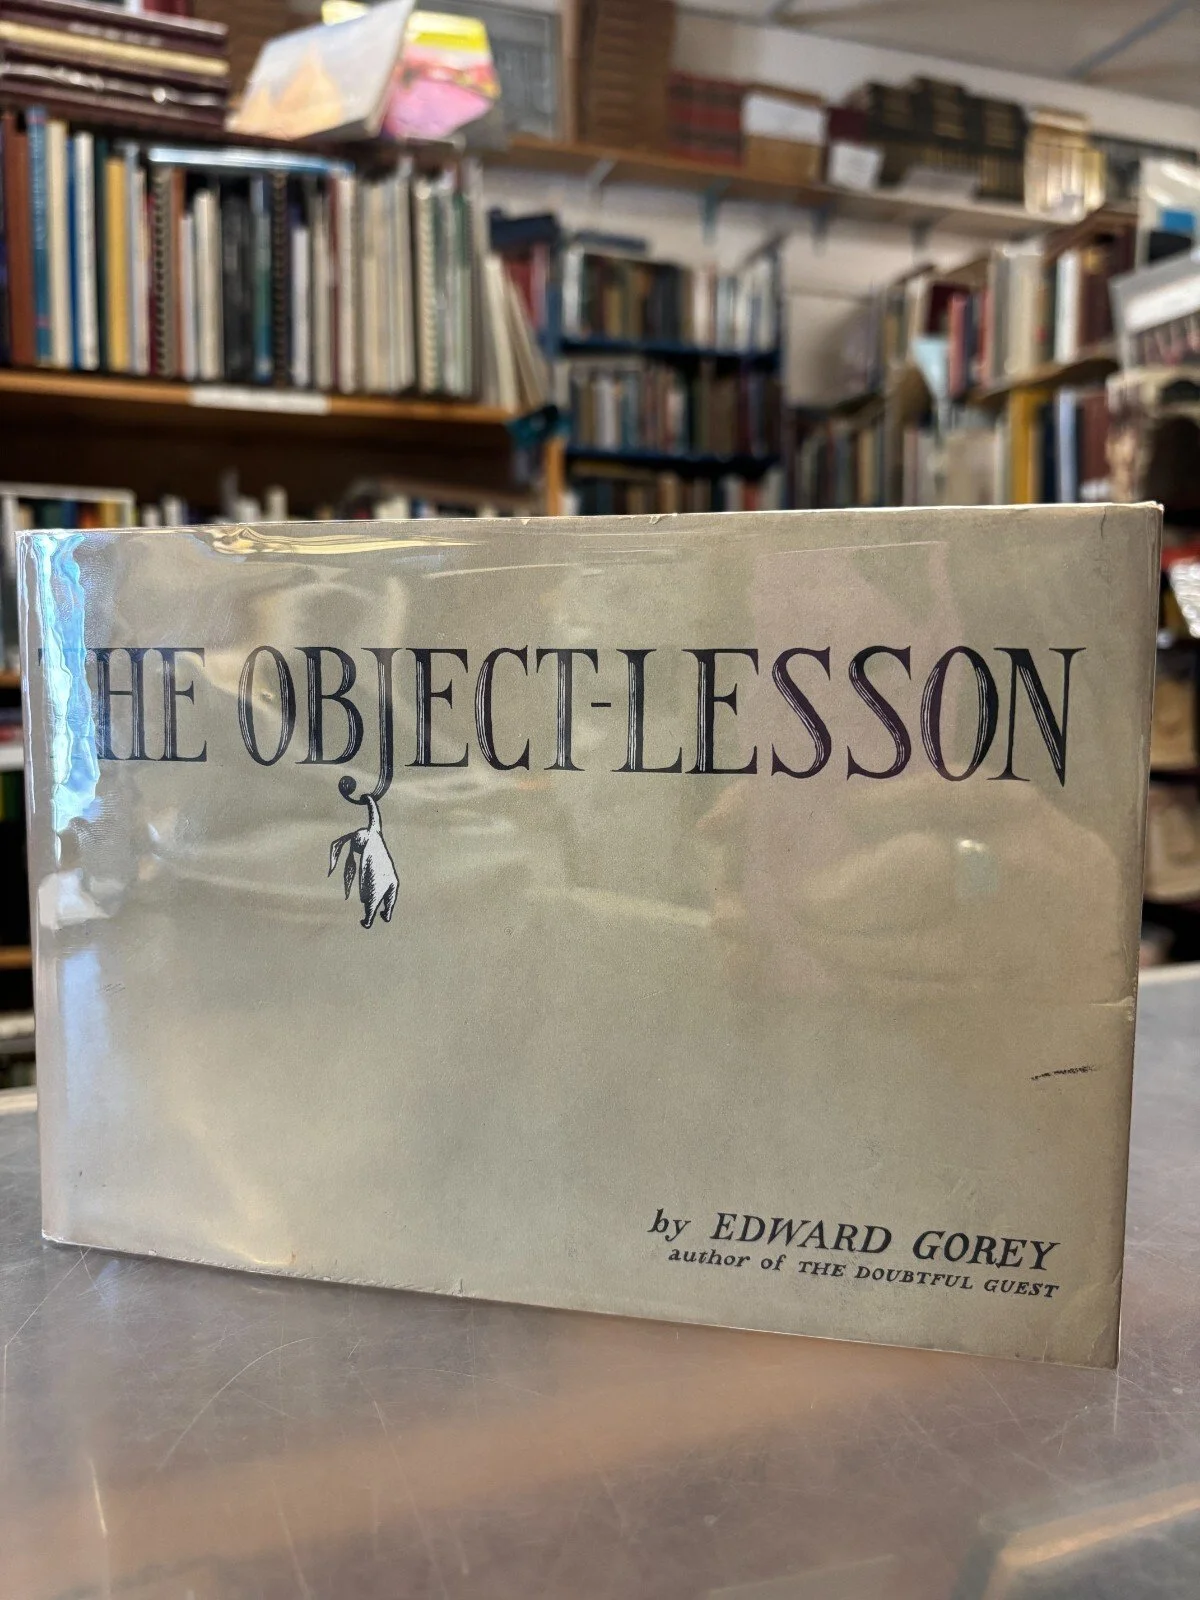 THE OBJECT-LESSON
by EDWARD GOREY
author of THE DOUBTFUL GUEST